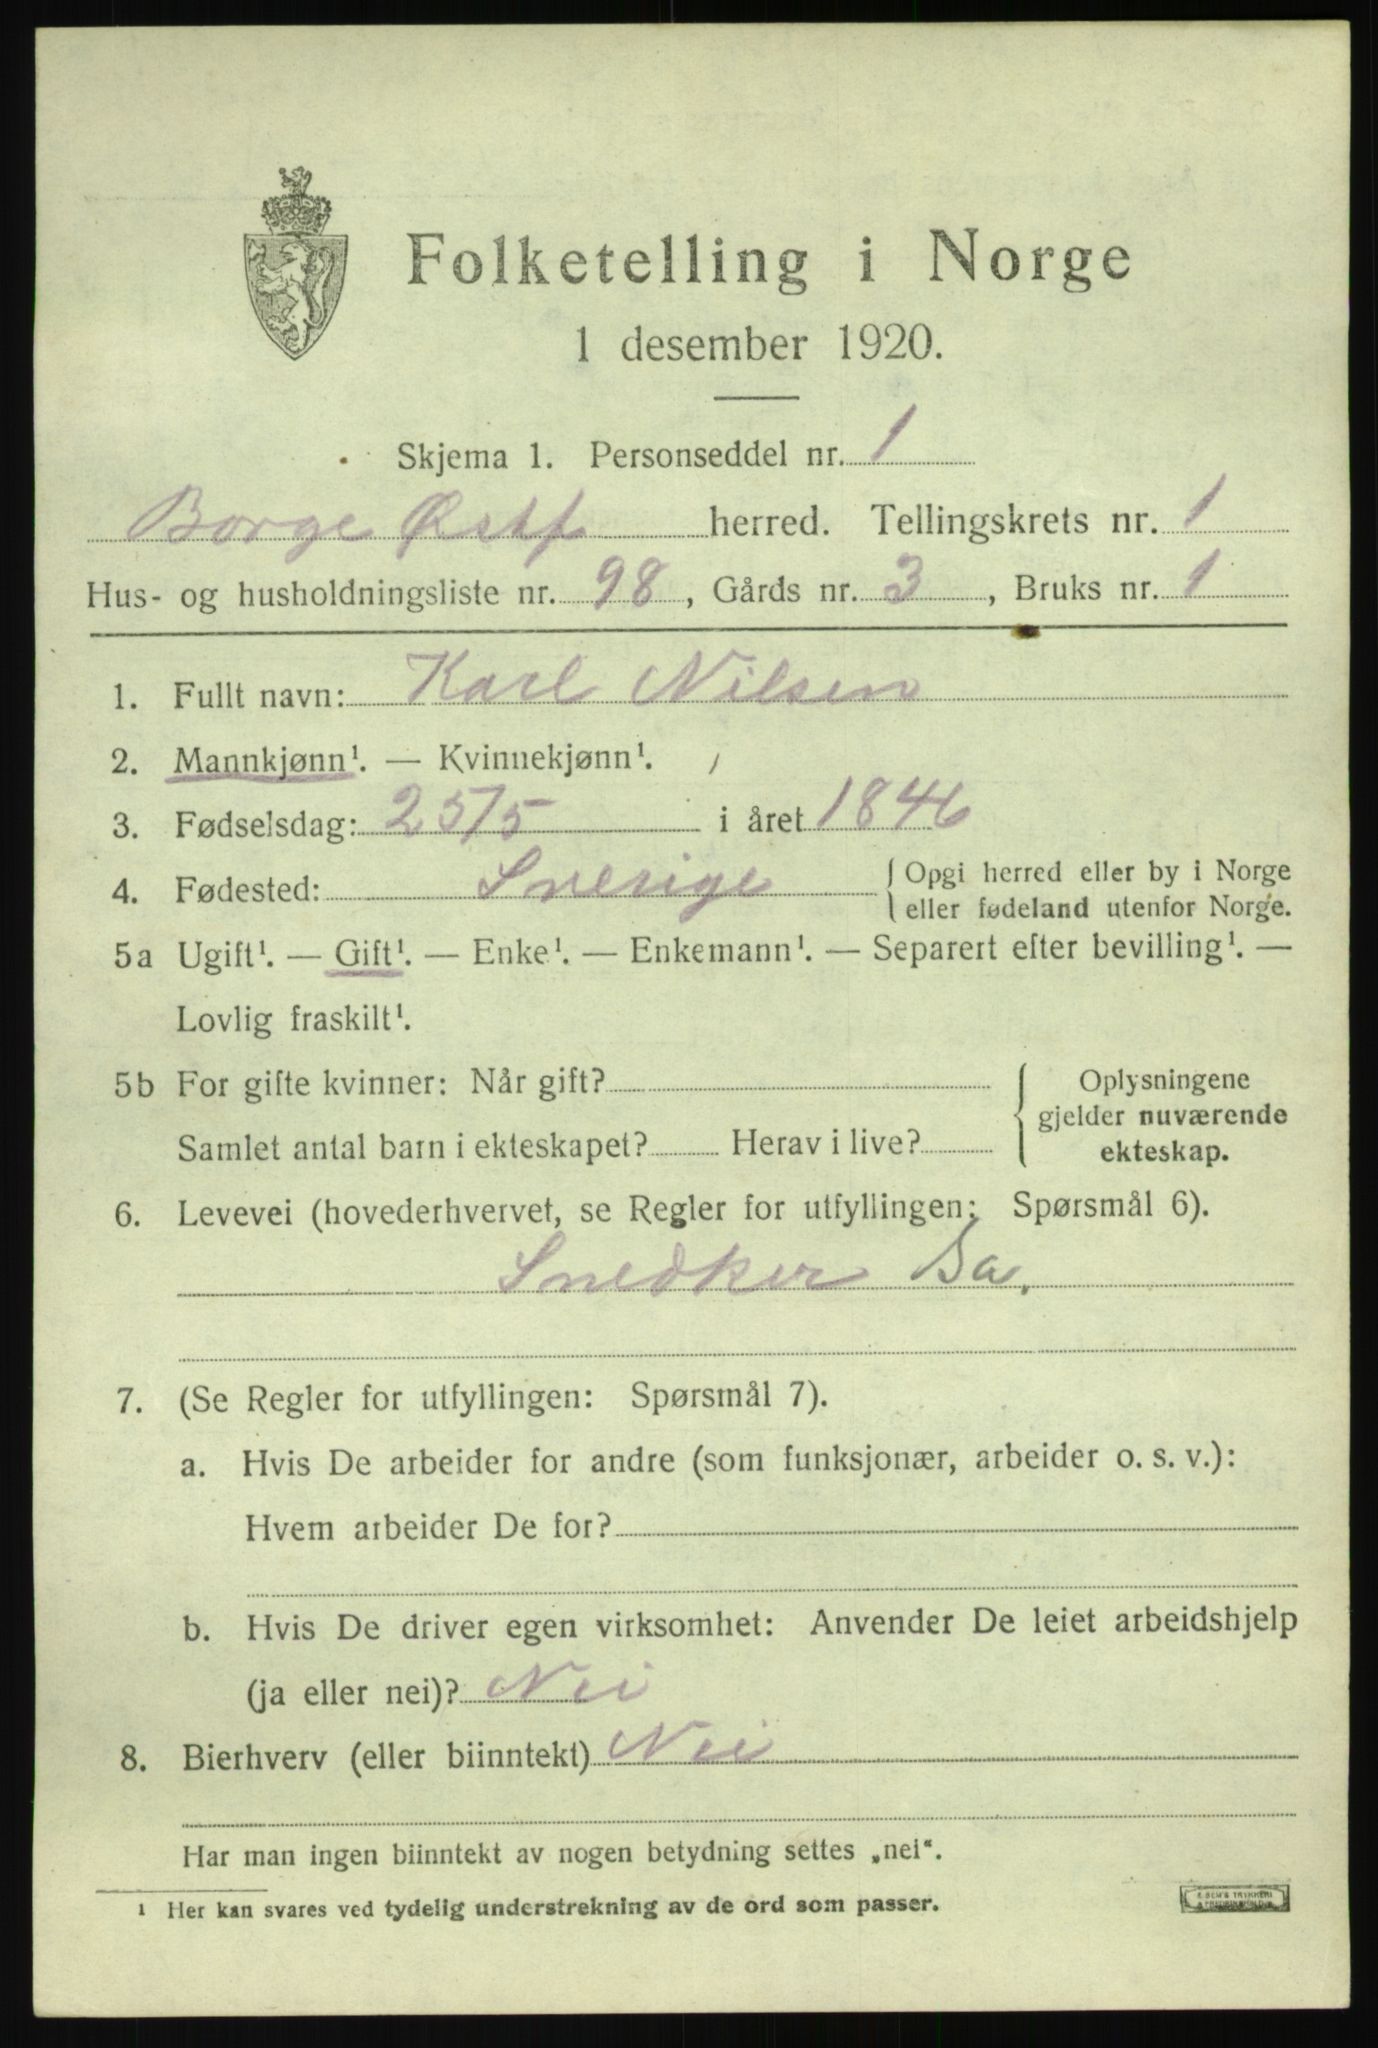 Folketelling i Norge
1 desember 1920.
Skjema 1. Personseddel nr. 1
Borge Østf herred. Tellingskrets nr. 1
Hus- og husholdningsliste nr. 98, Gårds nr. 3, Bruks nr. 1
1. Fullt navn: Karl Nilsen
2. Mannkjønn¹. — Kvinnekjønn¹.
3. Fødselsdag: 25/5 i året 1846
4. Fødested: Sverige { Opgi herred eller by i Norge
eller fødeland utenfor Norge.
5a Ugift¹. — Gift¹. — Enke¹. — Enkemann¹. — Separert efter bevilling¹. —
Lovlig fraskilt¹.
5b For gifte kvinner: Når gift? { Oplysningene
gjelder nuværende
Samlet antal barn i ekteskapet? Herav i live? ekteskap.
6. Levevei (hovederhvervet, se Regler for utfyllingen: Spørsmål 6).
Snedker Sa.
7. (Se Regler for utfyllingen: Spørsmål 7).
a. Hvis De arbeider for andre (som funksjonær, arbeider o. s. v.):
Hvem arbeider De for?
b. Hvis De driver egen virksomhet: Anvender De leiet arbeidshjelp
(ja eller nei)? Nei
8. Bierhverv (eller biinntekt) Nei
Har man ingen biinntekt av nogen betydning settes „nei“.
¹ Her kan svares ved tydelig understrekning av de ord som passer.